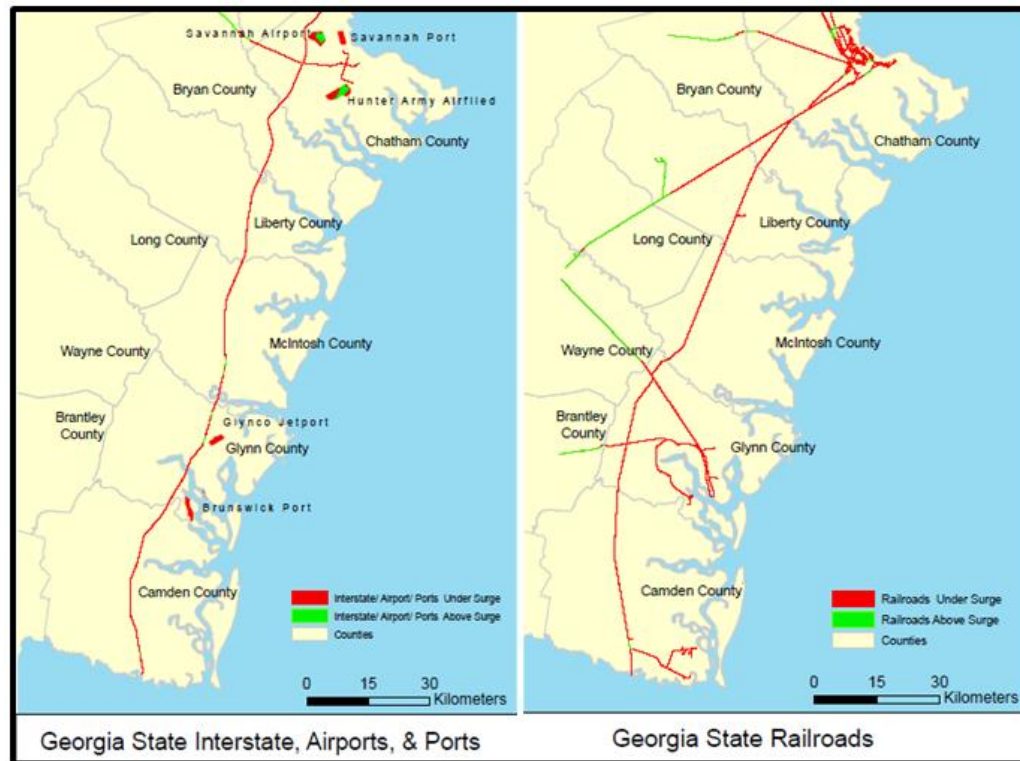 Savannah Airport
Savannah Port
Bryan County
Hunter Army Airflled
Chatham County
Liberty County
Long County
McIntosh County
Wayne County
Brantley
County
Glynco Jetport
Glynn County
Brunswick Port
Camden County
Interstate/ Airport/ Ports Under Surge
Interstate/ Airport/ Ports Above Surge
Counties
0 15 30
Kilometers
Georgia State Interstate, Airports, & Ports
Bryan County
Chatham County
Liberty County
Long County
McIntosh County
Wayne County
Brantley
County
Glynn County
Camden County
Railroads Under Surge
Railroads Above Surge
Counties
0 15 30
Kilometers
Georgia State Railroads